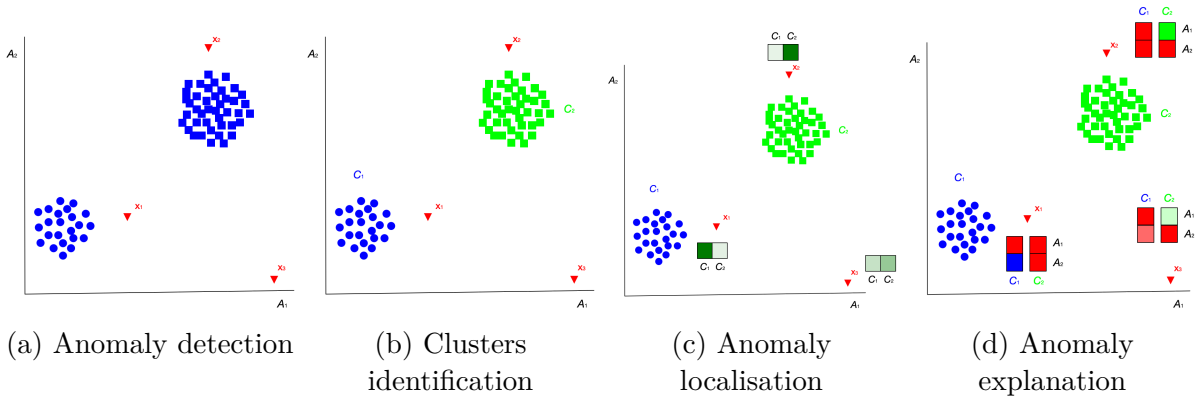 A₂
x₂
x₁
x₃
A₁
(a) Anomaly detection
C₂
C₁
x₂
x₁
x₃
A₂
A₁
(b) Clusters
identification
C₁ C₂
x₂
A₂
C₂
C₁
x₁
C₁ C₂
x₃
C₁ C₂
A₁
(c) Anomaly
localisation
C₁ C₂
A₁
A₂
x₂
A₂
C₂
C₁
x₁
A₁
A₂
C₁ C₂
C₁ C₂
A₁
A₂
x₃
A₁
(d) Anomaly
explanation